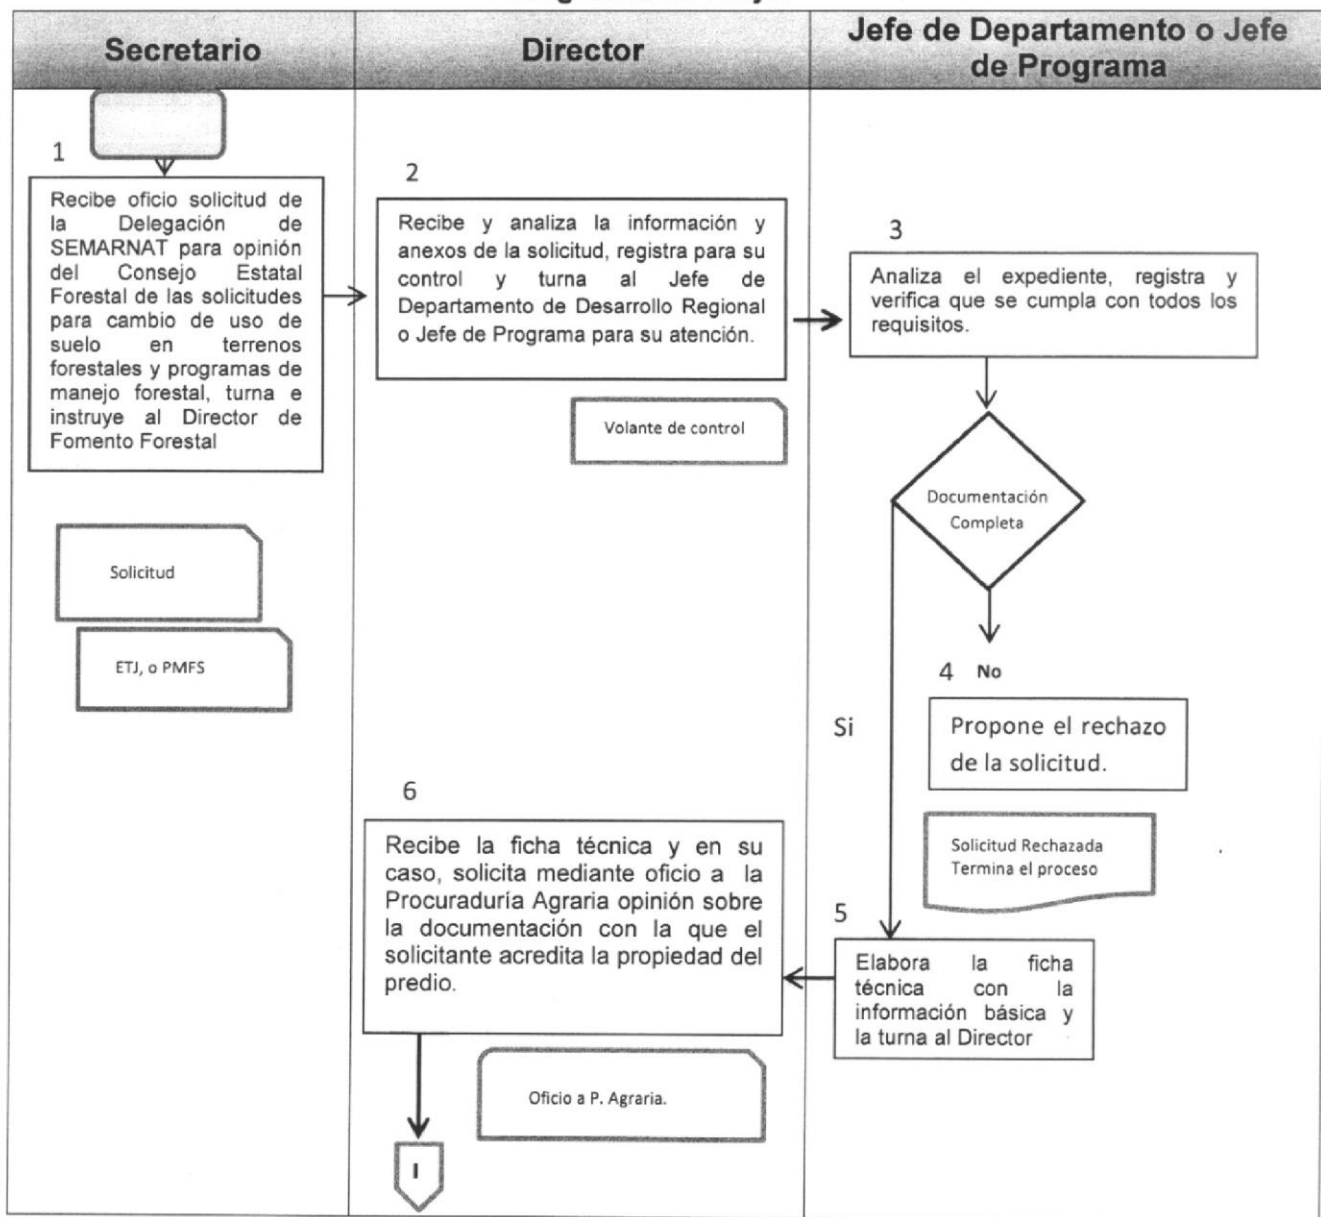 Secretario
Director
Jefe de Departamento o Jefe
de Programa
1
Recibe oficio solicitud de
la Delegación de
SEMARNAT para opinión
del Consejo Estatal
Forestal de las solicitudes
para cambio de uso de
suelo en terrenos
forestales y programas de
manejo forestal, turna e
instruye al Director de
Fomento Forestal
Solicitud
ETJ, o PMFS
2
Recibe y analiza la información y
anexos de la solicitud, registra para su
control y turna al Jefe de
Departamento de Desarrollo Regional
o Jefe de Programa para su atención.
Volante de control
3
Analiza el expediente, registra y
verifica que se cumpla con todos los
requisitos.
Documentación
Completa
4 No
Si
Propone el rechazo
de la solicitud.
Solicitud Rechazada
Termina el proceso
5
Elabora la ficha
técnica con la
información básica y
la turna al Director
6
Recibe la ficha técnica y en su
caso, solicita mediante oficio a la
Procuraduría Agraria opinión sobre
la documentación con la que el
solicitante acredita la propiedad del
predio.
Oficio a P. Agraria.
I